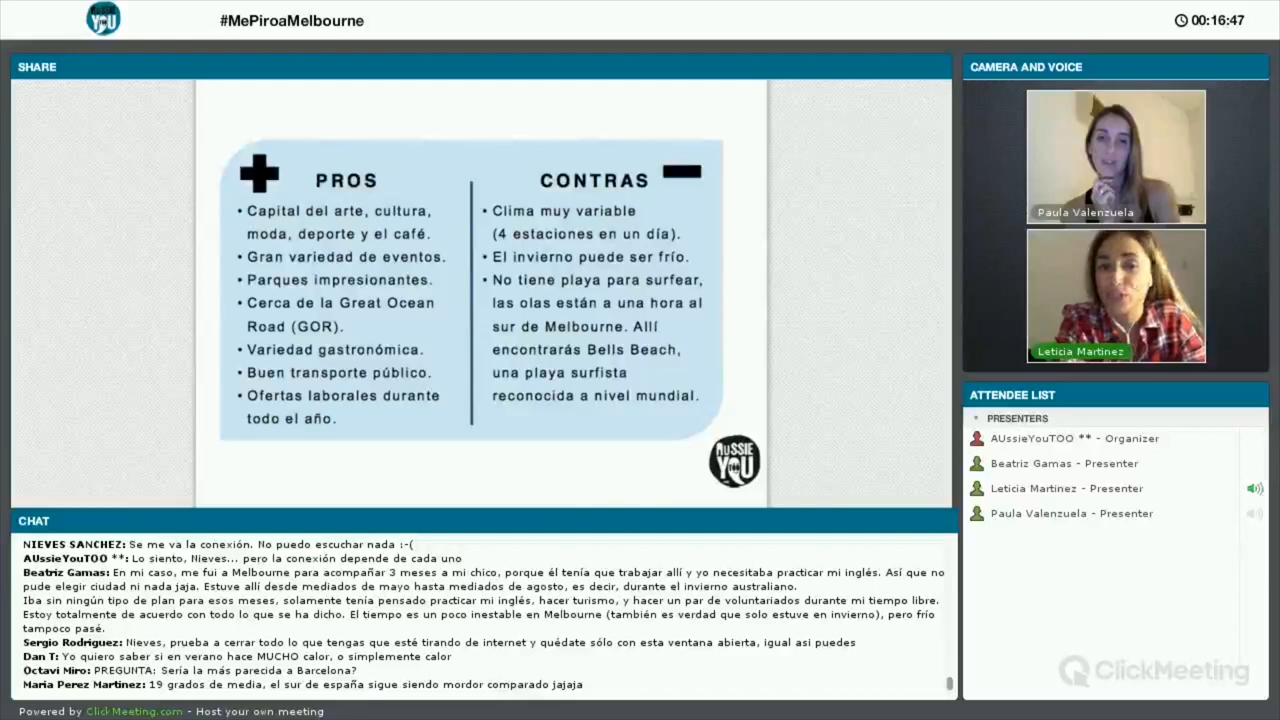 AUSSIE YOU TOO
#MePiroaMelbourne
00:16:47
SHARE
PROS
• Capital del arte, cultura,
moda, deporte y el café.
• Gran variedad de eventos.
• Parques impresionantes.
• Cerca de la Great Ocean
Road (GOR).
• Variedad gastronómica.
• Buen transporte público.
• Ofertas laborales durante
todo el año.
CONTRAS
• Clima muy variable
(4 estaciones en un día).
• El invierno puede ser frío.
• No tiene playa para surfear,
las olas están a una hora al
sur de Melbourne. Allí
encontrarás Bells Beach,
una playa surfista
reconocida a nivel mundial.
AUSSIE
YOU
TOO
CAMERA AND VOICE
Paula Valenzuela
Leticia Martinez
ATTENDEE LIST
PRESENTERS
AUssieYouTOO ** - Organizer
Beatriz Gamas - Presenter
Leticia Martinez - Presenter
Paula Valenzuela - Presenter
CHAT
NIEVES SANCHEZ: Se me va la conexión. No puedo escuchar nada :-(
AUssieYouTOO **: Lo siento, Nieves... pero la conexión depende de cada uno
Beatriz Gamas: En mi caso, me fui a Melbourne para acompañar 3 meses a mi chico, porque él tenía que trabajar allí y yo necesitaba practicar mi inglés. Así que no
pude elegir ciudad ni nada jaja. Estuve allí desde mediados de mayo hasta mediados de agosto, es decir, durante el invierno australiano.
Iba sin ningún tipo de plan para esos meses, solamente tenía pensado practicar mi inglés, hacer turismo, y hacer un par de voluntariados durante mi tiempo libre.
Estoy totalmente de acuerdo con todo lo que se ha dicho. El tiempo es un poco inestable en Melbourne (también es verdad que solo estuve en invierno), pero frío
tampoco pasé.
Sergio Rodriguez: Nieves, prueba a cerrar todo lo que tengas que esté tirando de internet y quédate sólo con esta ventana abierta, igual asi puedes
Dan T: Yo quiero saber si en verano hace MUCHO calor, o simplemente calor
Octavi Miro: PREGUNTA: Sería la más parecida a Barcelona?
Maria Perez Martinez: 19 grados de media, el sur de españa sigue siendo mordor comparado jajaja
ClickMeeting
Powered by ClickMeeting.com - Host your own meeting